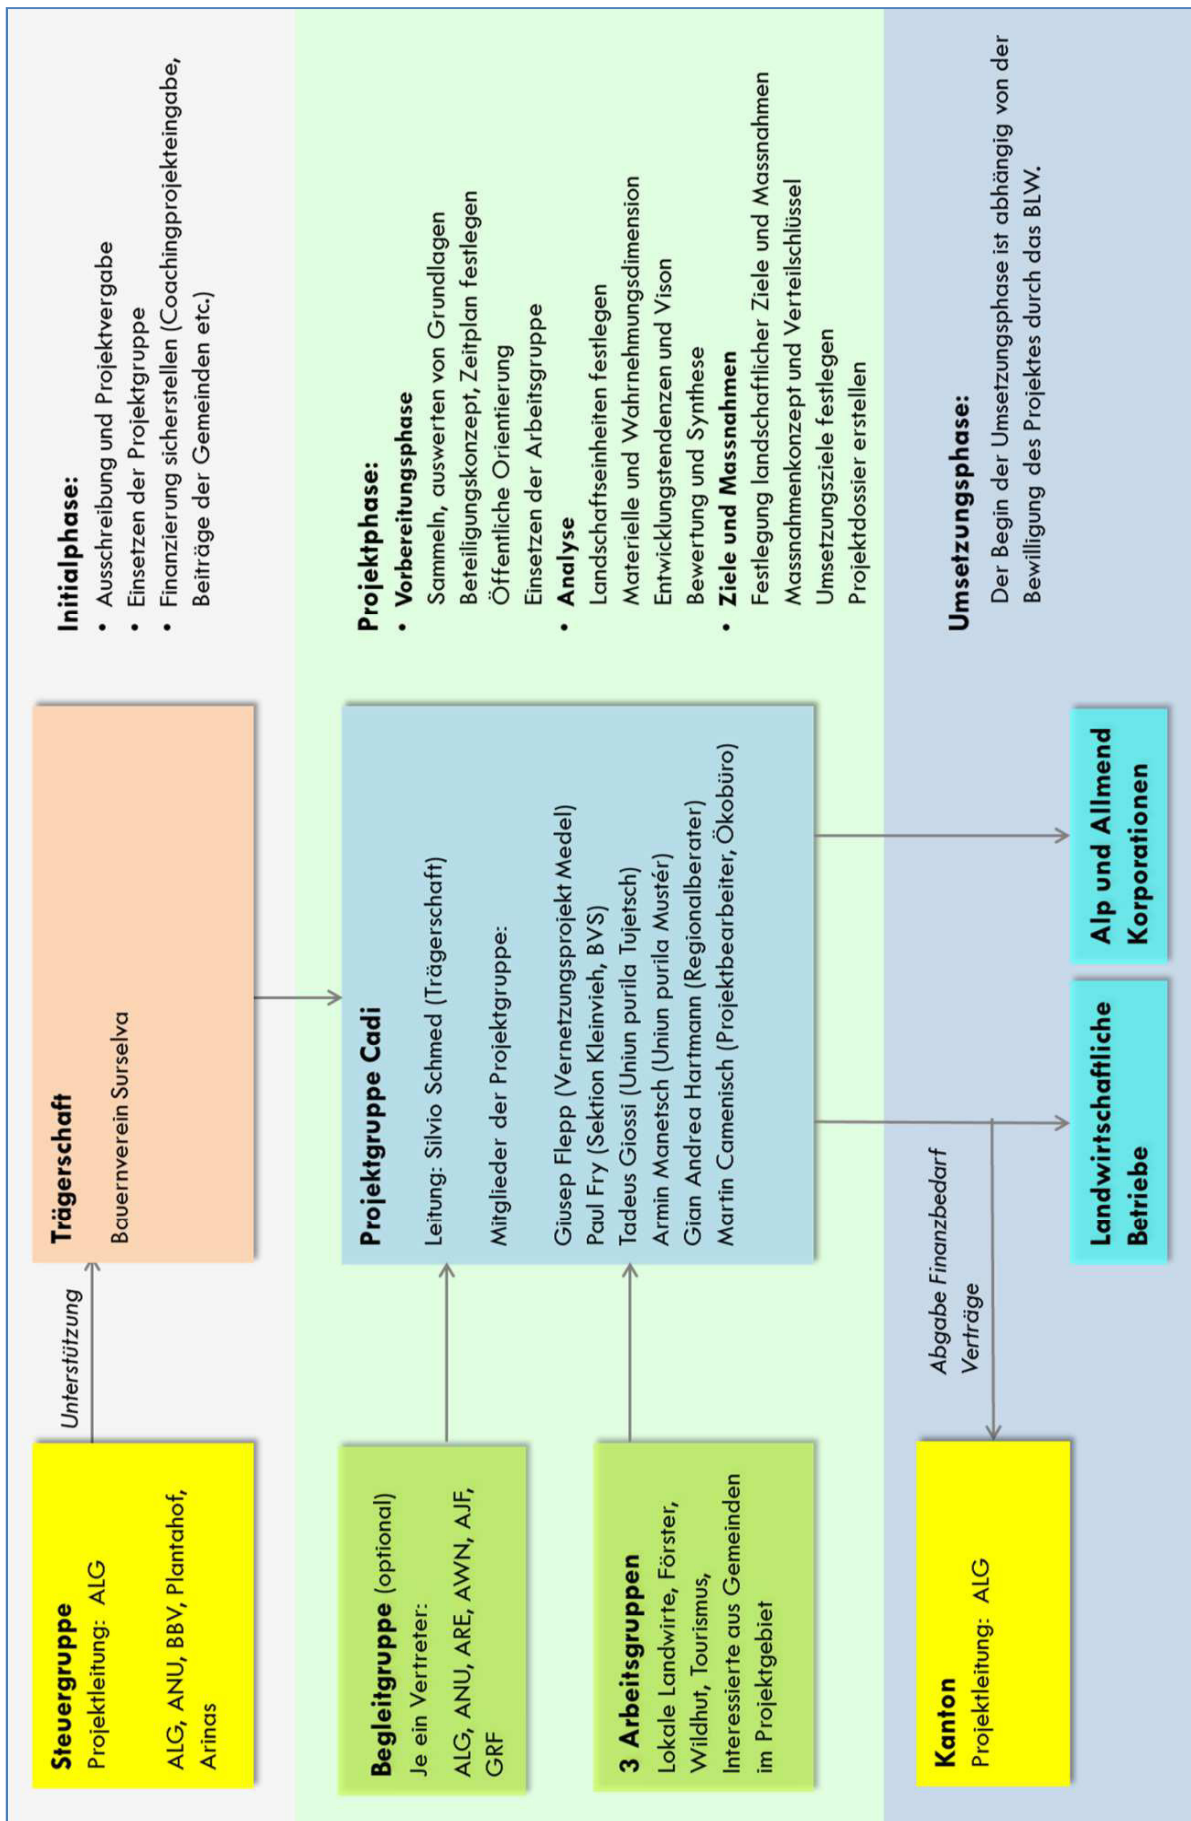 Steuergruppe
Projektleitung: ALG
ALG, ANU, BBV, Plantahof,
Arinas
Unterstützung
Trägerschaft
Bauernverein Surselva
Initialphase:
• Ausschreibung und Projektvergabe
• Einsetzen der Projektgruppe
• Finanzierung sicherstellen (Coachingprojekteingabe,
Beiträge der Gemeinden etc.)
Begleitgruppe (optional)
Je ein Vertreter:
ALG, ANU, ARE, AWN, AJF,
GRF
3 Arbeitsgruppen
Lokale Landwirte, Förster,
Wildhut, Tourismus,
Interessierte aus Gemeinden
im Projektgebiet
Projektgruppe Cadi
Leitung: Silvio Schmed (Trägerschaft)
Mitglieder der Projektgruppe:
Giusep Flepp (Vernetzungsprojekt Medel)
Paul Fry (Sektion Kleinvieh, BVS)
Tadeus Giossi (Uniun purila Tujetsch)
Armin Manetsch (Uniun purila Mustér)
Gian Andrea Hartmann (Regionalberater)
Martin Camenisch (Projektbearbeiter, Ökobüro)
Projektphase:
• Vorbereitungsphase
Sammeln, auswerten von Grundlagen
Beteiligungskonzept, Zeitplan festlegen
Öffentliche Orientierung
Einsetzen der Arbeitsgruppe
• Analyse
Landschaftseinheiten festlegen
Materielle und Wahrnehmungsdimension
Entwicklungstendenzen und Vison
Bewertung und Synthese
• Ziele und Massnahmen
Festlegung landschaftlicher Ziele und Massnahmen
Massnahmenkonzept und Verteilschlüssel
Umsetzungsziele festlegen
Projektdossier erstellen
Kanton
Projektleitung: ALG
Abgabe Finanzbedarf
Verträge
Landwirtschaftliche
Betriebe
Alp und Allmend
Korporationen
Umsetzungsphase:
Der Begin der Umsetzungsphase ist abhängig von der
Bewilligung des Projektes durch das BLW.